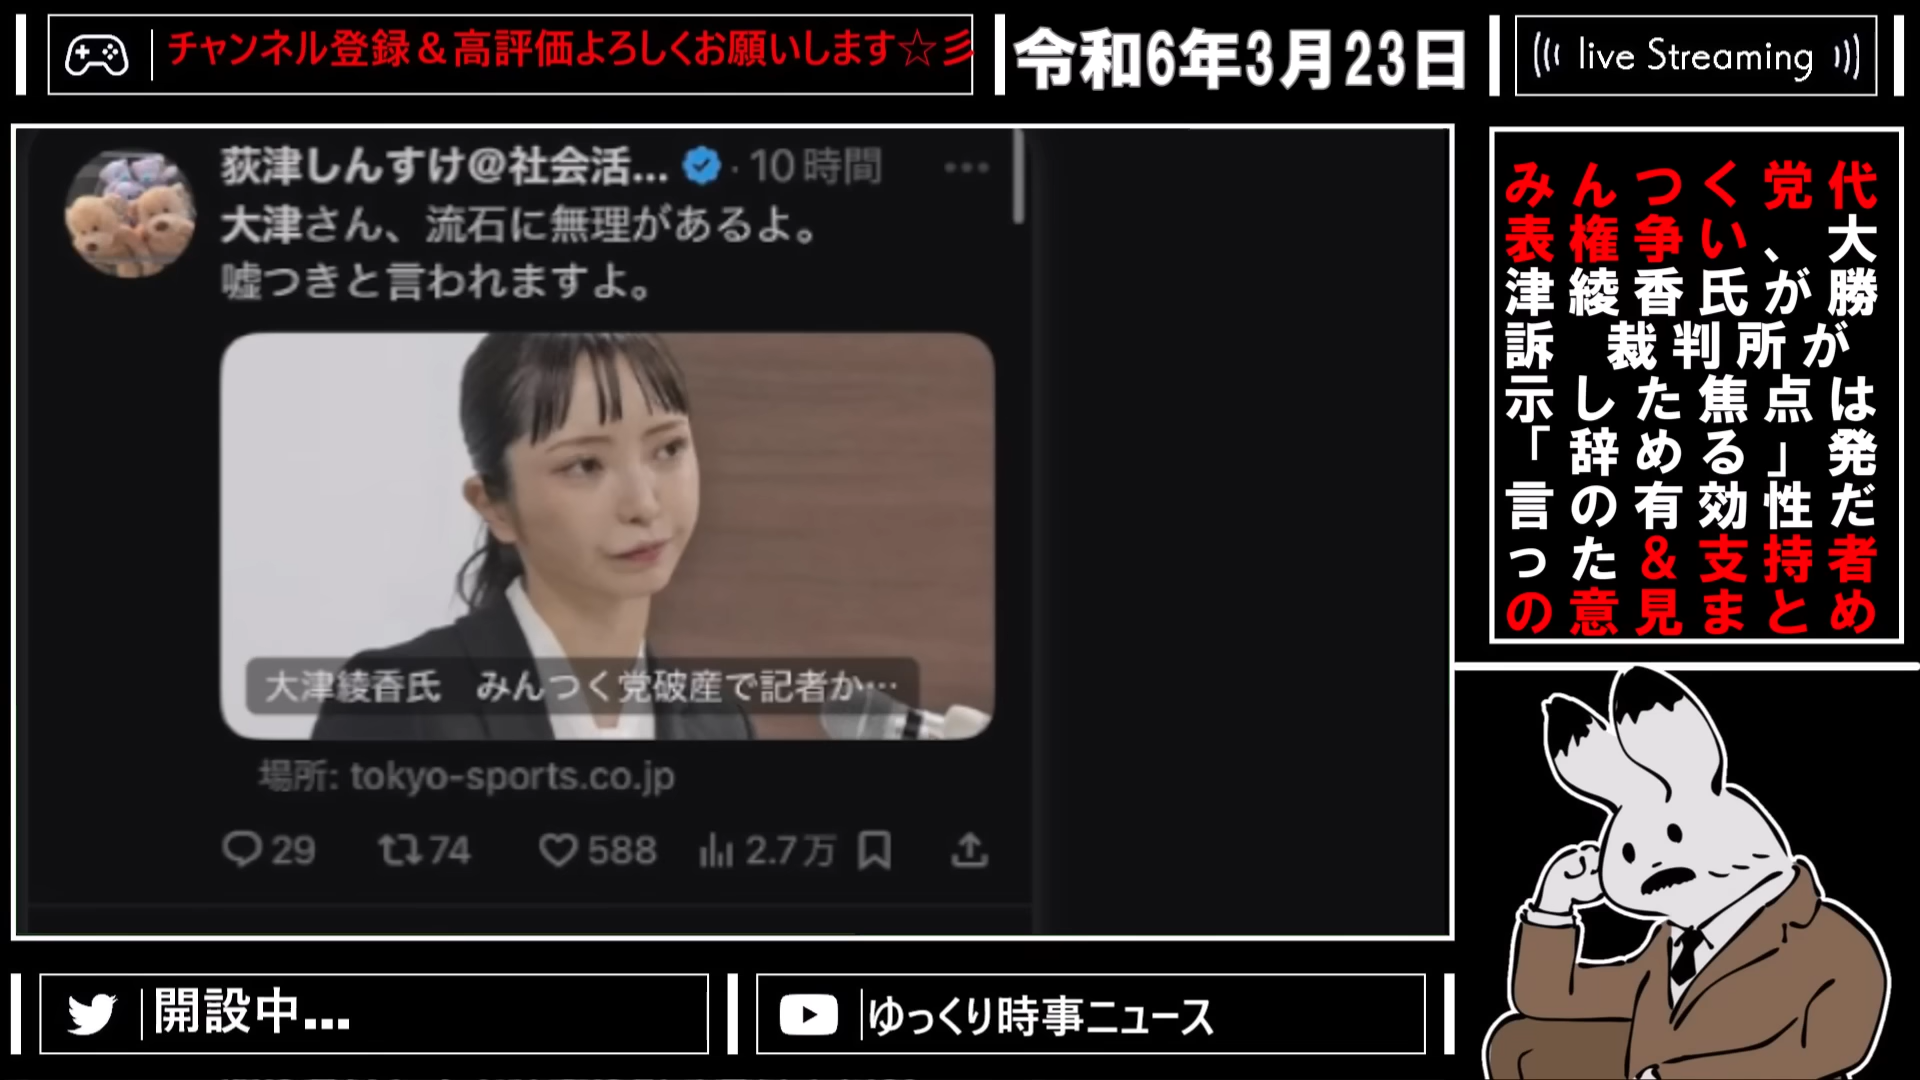 チャンネル登録＆高評価よろしくお願いします☆彡
令和6年3月23日
live Streaming
荻津しんすけ@社会活... · 10時間
大津さん、流石に無理があるよ。
嘘つきと言われますよ。
大津綾香氏　みんつく党破産で記者か…
場所: tokyo-sports.co.jp
29 74 588 2.7万
みんつく党代
表権争い、大
津綾香氏が勝
訴　裁判所が
示した焦点は
「辞める」発
言の有効性だ
った＆支持者
の意見まとめ
開設中...
ゆっくり時事ニュース